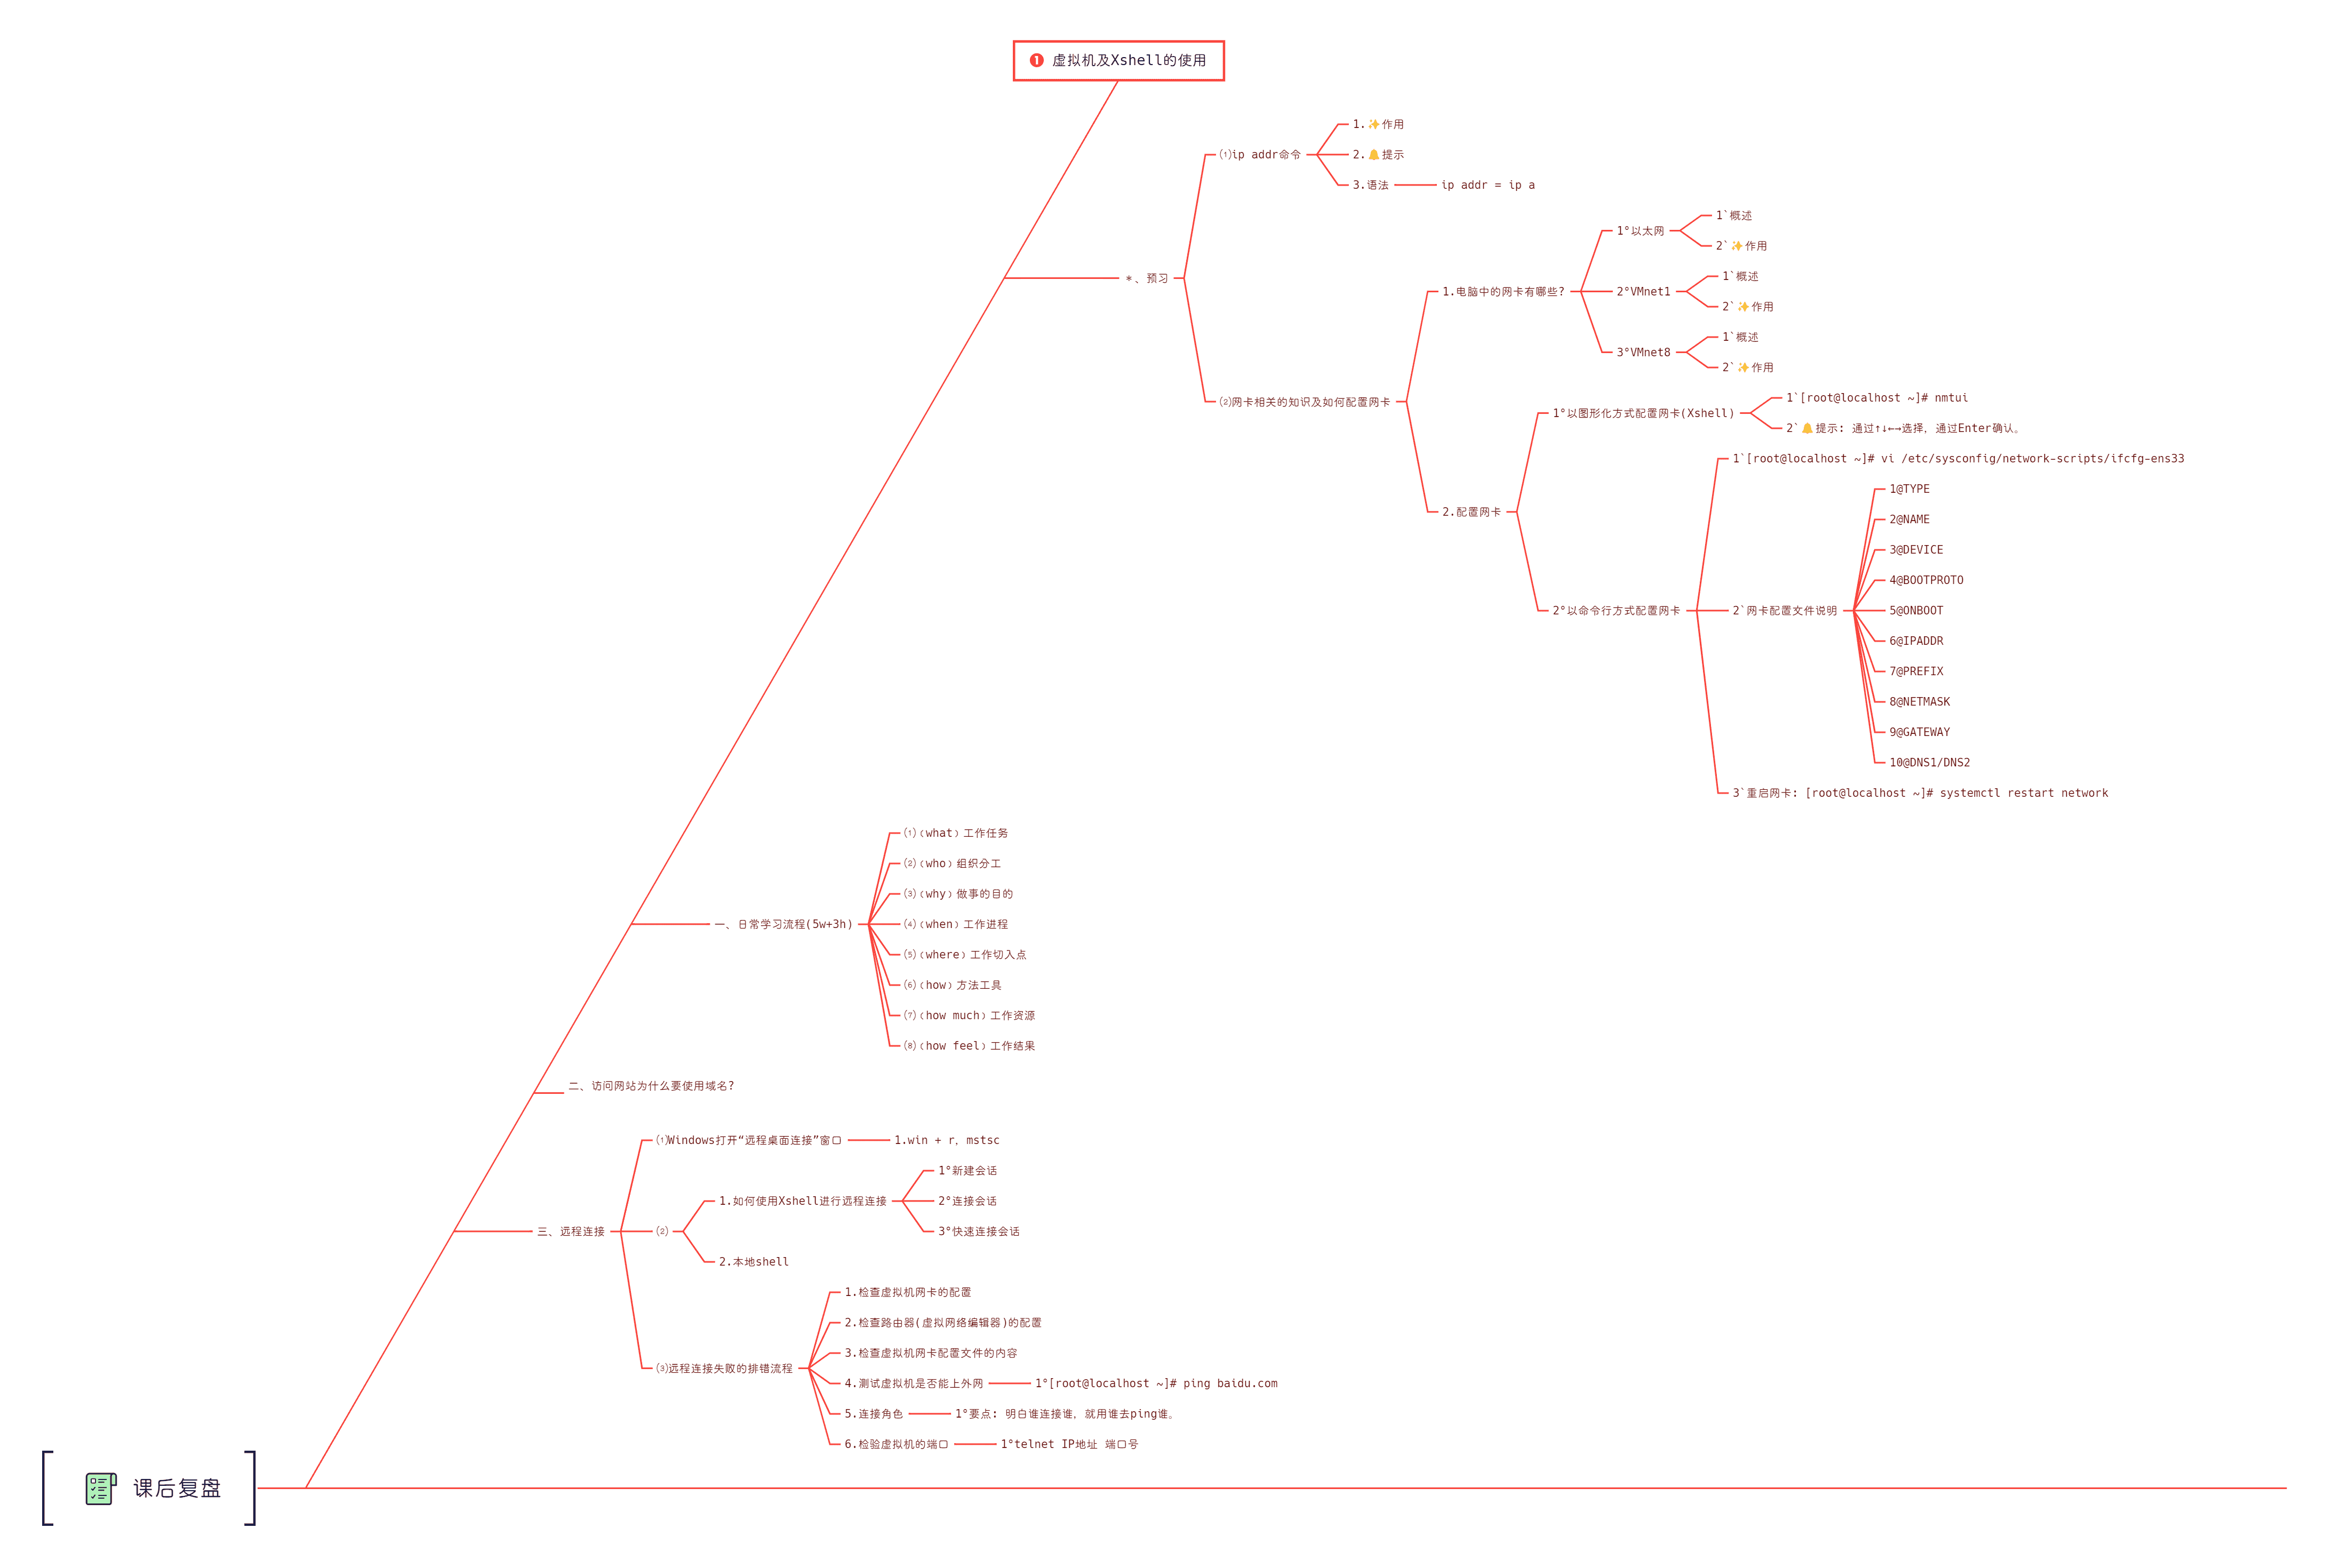 ❶ 虚拟机及Xshell的使用
*、预习
⑴ip addr命令
1.✨作用
2.🔔提示
3.语法
ip addr = ip a
⑵网卡相关的知识及如何配置网卡
1.电脑中的网卡有哪些?
1°以太网
1`概述
2`✨作用
2°VMnet1
1`概述
2`✨作用
3°VMnet8
1`概述
2`✨作用
2.配置网卡
1°以图形化方式配置网卡(Xshell)
1`[root@localhost ~]# nmtui
2`🔔提示: 通过↑↓←→选择, 通过Enter确认。
2°以命令行方式配置网卡
1`[root@localhost ~]# vi /etc/sysconfig/network-scripts/ifcfg-ens33
2`网卡配置文件说明
1@TYPE
2@NAME
3@DEVICE
4@BOOTPROTO
5@ONBOOT
6@IPADDR
7@PREFIX
8@NETMASK
9@GATEWAY
10@DNS1/DNS2
3`重启网卡: [root@localhost ~]# systemctl restart network
一、日常学习流程(5w+3h)
⑴(what)工作任务
⑵(who)组织分工
⑶(why)做事的目的
⑷(when)工作进程
⑸(where)工作切入点
⑹(how)方法工具
⑺(how much)工作资源
⑻(how feel)工作结果
二、访问网站为什么要使用域名?
三、远程连接
⑴Windows打开“远程桌面连接”窗口
1.win + r, mstsc
⑵
1.如何使用Xshell进行远程连接
1°新建会话
2°连接会话
3°快速连接会话
2.本地shell
⑶远程连接失败的排错流程
1.检查虚拟机网卡的配置
2.检查路由器(虚拟网络编辑器)的配置
3.检查虚拟机网卡配置文件的内容
4.测试虚拟机是否能上外网
1°[root@localhost ~]# ping baidu.com
5.连接角色
1°要点: 明白谁连接谁, 就用谁去ping谁。
6.检验虚拟机的端口
1°telnet IP地址 端口号
课后复盘